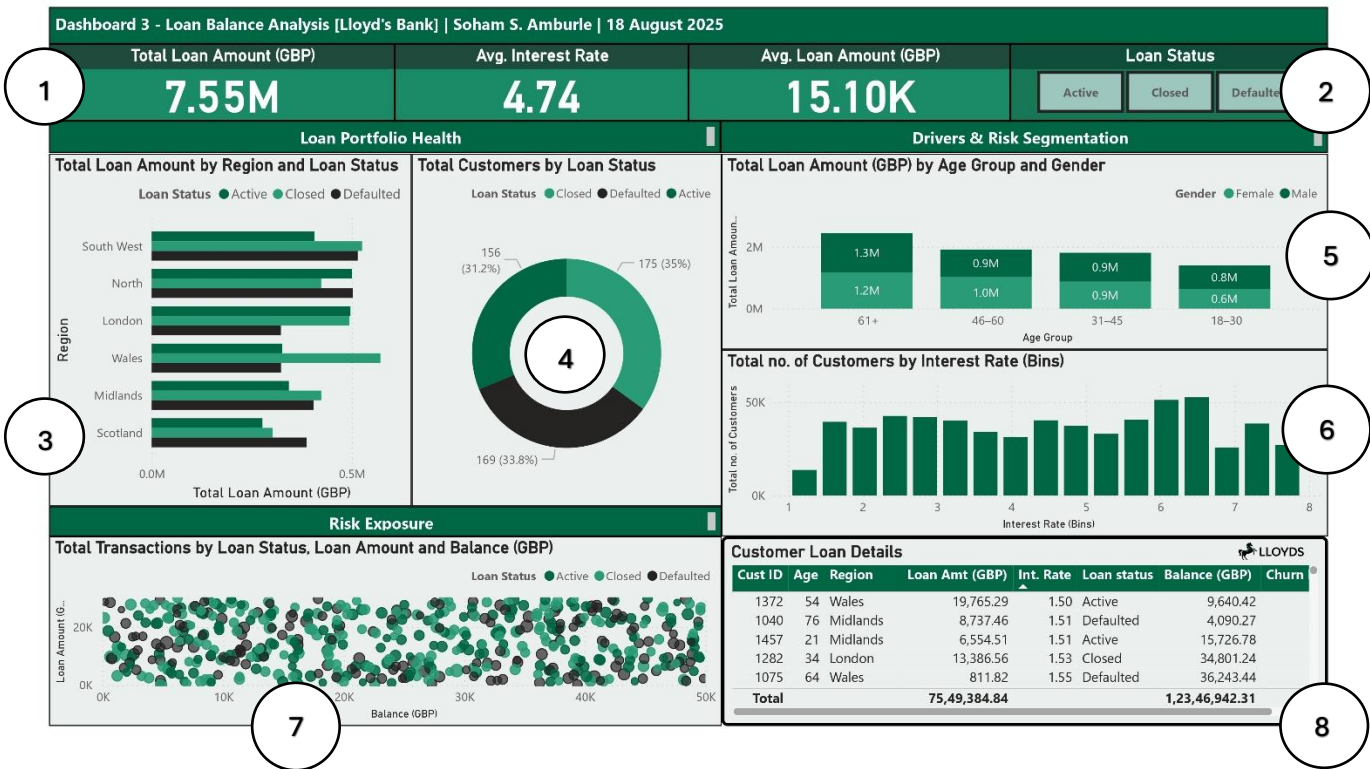 Dashboard 3 - Loan Balance Analysis [Lloyd's Bank] | Soham S. Amburle | 18 August 2025
Total Loan Amount (GBP)
7.55M
Avg. Interest Rate
4.74
Avg. Loan Amount (GBP)
15.10K
Loan Status
Active
Closed
Defaulte
1
2
Loan Portfolio Health
Drivers & Risk Segmentation
Total Loan Amount by Region and Loan Status
Loan Status Active Closed Defaulted
Region
South West
North
London
Wales
Midlands
Scotland
0.0M 0.5M
Total Loan Amount (GBP)
3
Total Customers by Loan Status
Loan Status Closed Defaulted Active
156
(31.2%)
175 (35%)
169 (33.8%)
4
Total Loan Amount (GBP) by Age Group and Gender
Gender Female Male
Total Loan Amoun...
2M
0M
1.3M 0.9M 0.9M 0.8M
1.2M 1.0M 0.9M 0.6M
61+ 46–60 31–45 18–30
Age Group
5
Total no. of Customers by Interest Rate (Bins)
Total no. of Customers
50K
0K
1 2 3 4 5 6 7 8
Interest Rate (Bins)
6
Risk Exposure
Total Transactions by Loan Status, Loan Amount and Balance (GBP)
Loan Status Active Closed Defaulted
Loan Amount (G...
20K
0K
0K 10K 20K 30K 40K 50K
Balance (GBP)
7
Customer Loan Details
LLOYDS
Cust ID Age Region Loan Amt (GBP) Int. Rate Loan status Balance (GBP) Churn
1372 54 Wales 19,765.29 1.50 Active 9,640.42
1040 76 Midlands 8,737.46 1.51 Defaulted 4,090.27
1457 21 Midlands 6,554.51 1.51 Active 15,726.78
1282 34 London 13,386.56 1.53 Closed 34,801.24
1075 64 Wales 811.82 1.55 Defaulted 36,243.44
Total 75,49,384.84 1,23,46,942.31
8